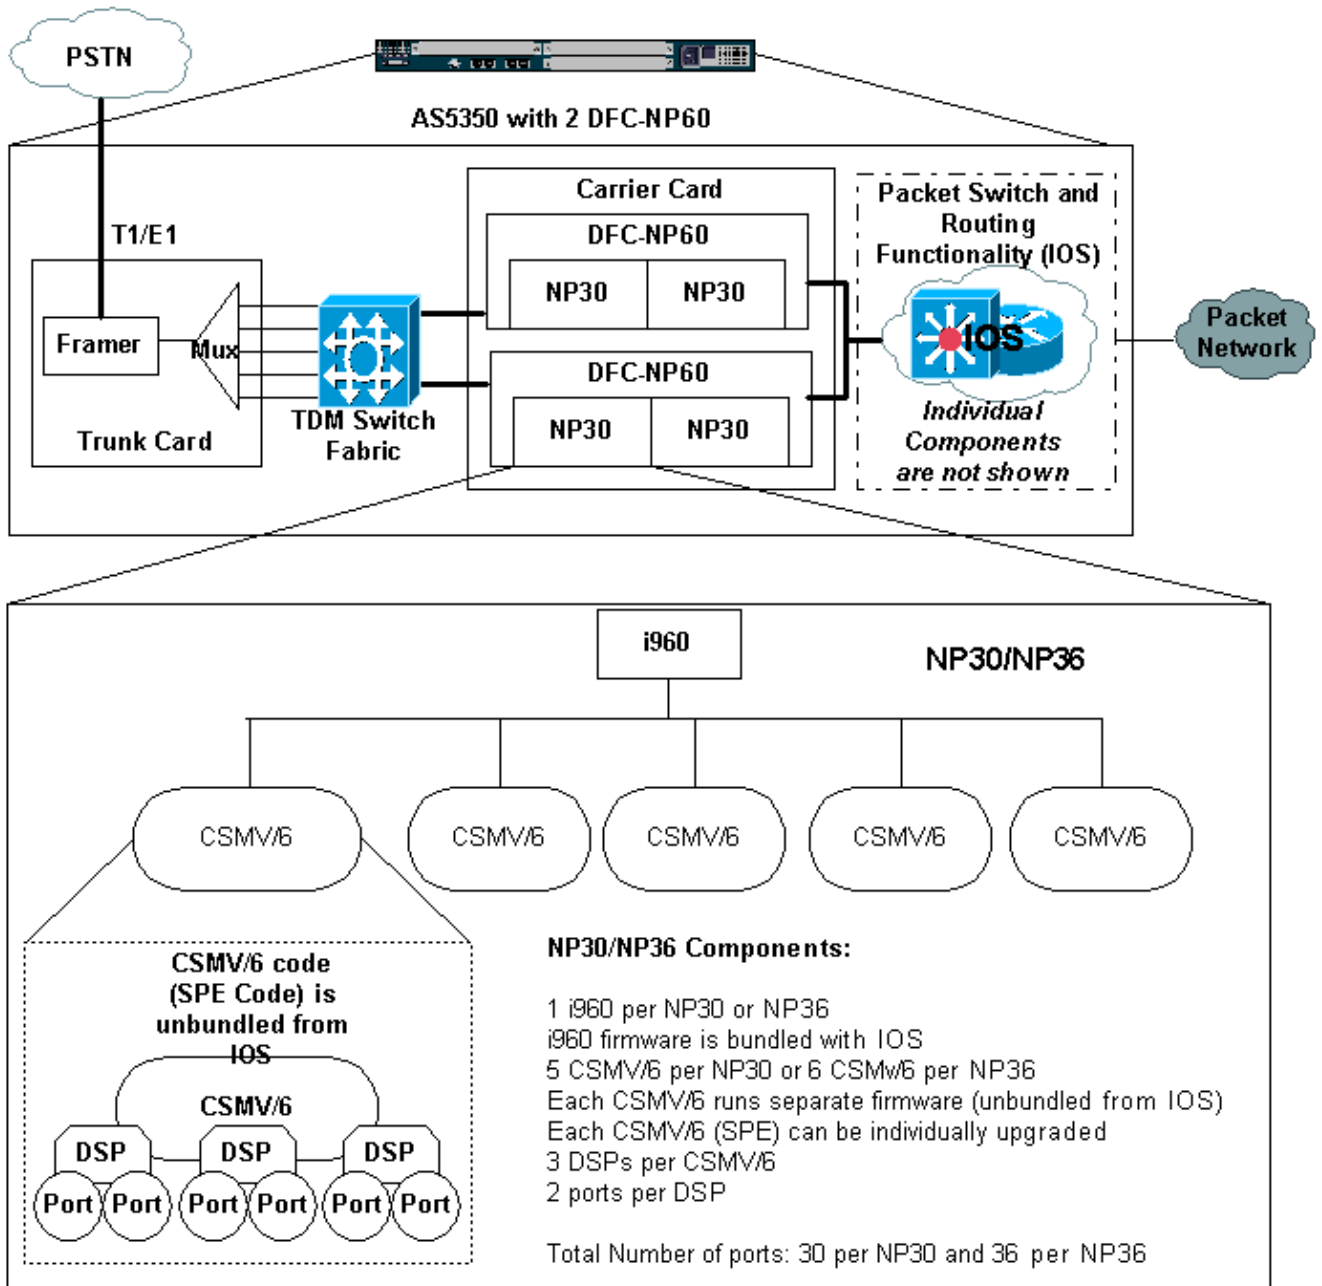 PSTN
AS5350 with 2 DFC-NP60
T1/E1
Framer
Mux
Trunk Card
TDM Switch
Fabric
Carrier Card
DFC-NP60
NP30 NP30
DFC-NP60
NP30 NP30
Packet Switch and
Routing
Functionality (IOS)
IOS
Individual
Components
are not shown
Packet
Network
i960
NP30/NP36
CSMV/6 CSMV/6 CSMV/6 CSMV/6 CSMV/6
CSMV/6 code
(SPE Code) is
unbundled from
IOS
CSMV/6
DSP DSP DSP
Port Port Port Port Port Port
NP30/NP36 Components:
1 i960 per NP30 or NP36
i960 firmware is bundled with IOS
5 CSMV/6 per NP30 or 6 CSMv/6 per NP36
Each CSMV/6 runs separate firmware (unbundled from IOS)
Each CSMV/6 (SPE) can be individually upgraded
3 DSPs per CSMV/6
2 ports per DSP
Total Number of ports: 30 per NP30 and 36 per NP36